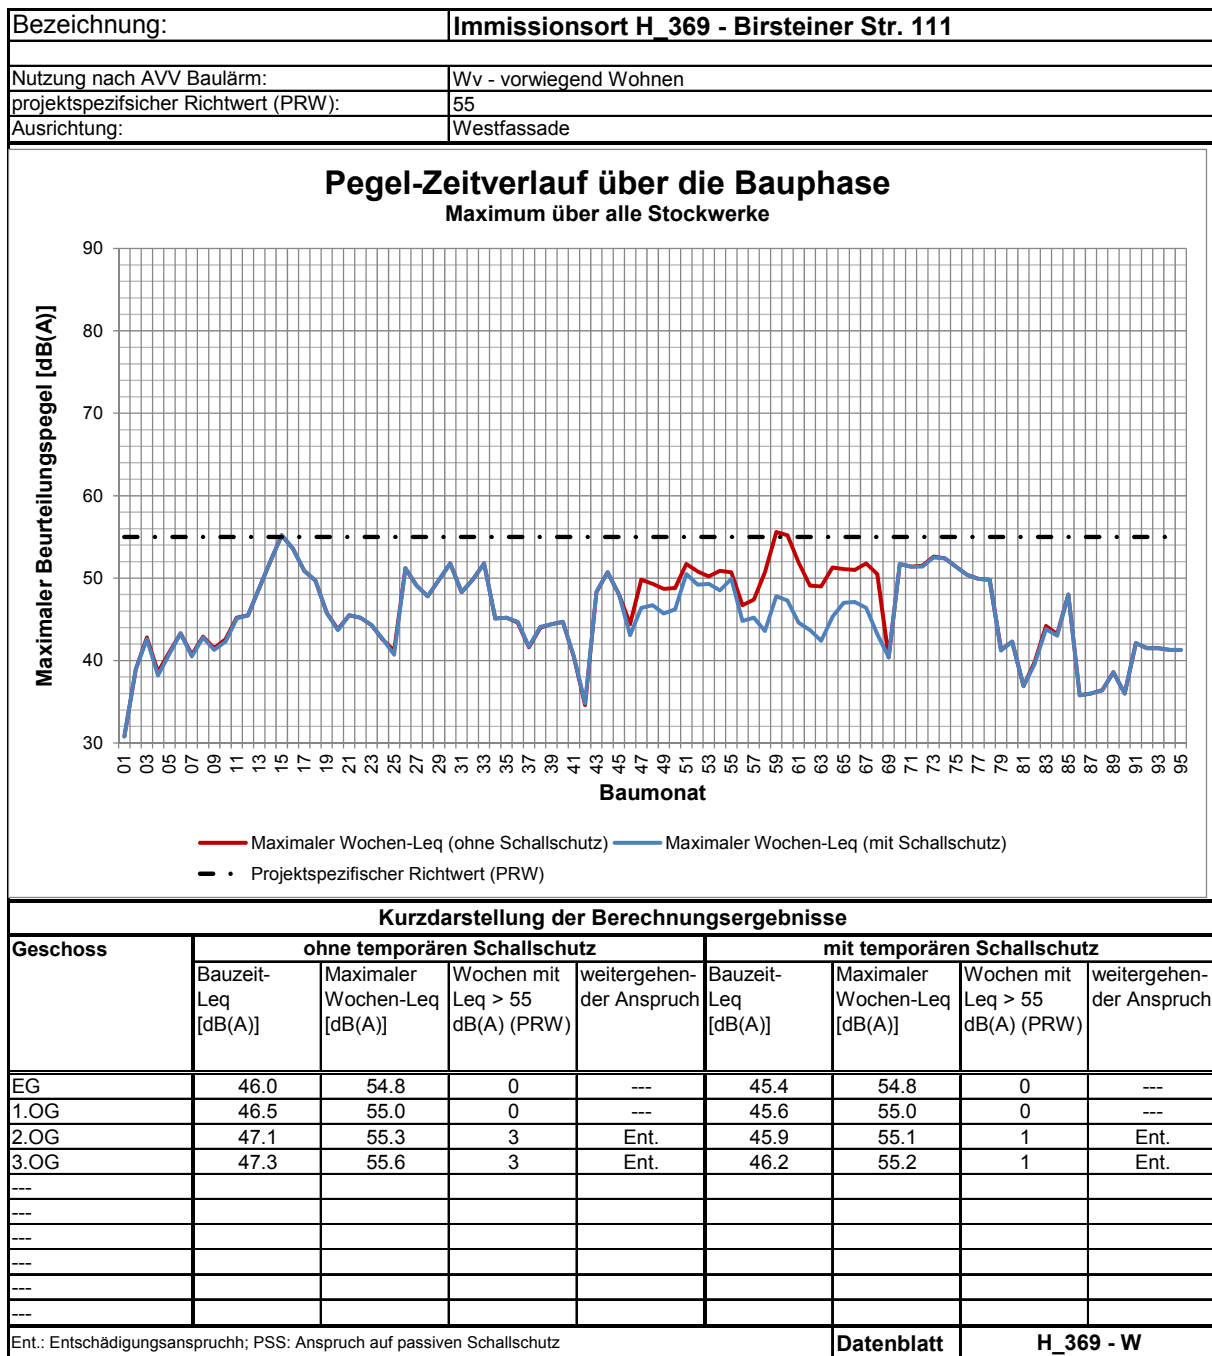 Bezeichnung: Immissionsort H_369 - Birsteiner Str. 111
Nutzung nach AVV Baulärm: Wv - vorwiegend Wohnen
projektspezifsicher Richtwert (PRW): 55
Ausrichtung: Westfassade
Pegel-Zeitverlauf über die Bauphase
Maximum über alle Stockwerke
Maximaler Beurteilungspegel [dB(A)]
90
80
70
60
50
40
30
01 03 05 07 09 11 13 15 17 19 21 23 25 27 29 31 33 35 37 39 41 43 45 47 49 51 53 55 57 59 61 63 65 67 69 71 73 75 77 79 81 83 85 87 89 91 93 95
Baumonat
Maximaler Wochen-Leq (ohne Schallschutz) Maximaler Wochen-Leq (mit Schallschutz)
Projektspezifischer Richtwert (PRW)
Kurzdarstellung der Berechnungsergebnisse
Geschoss ohne temporären Schallschutz mit temporären Schallschutz
Bauzeit- Maximaler Wochen mit weitergehen- Bauzeit- Maximaler Wochen mit weitergehen-
Leq Wochen-Leq Leq > 55 der Anspruch Leq Wochen-Leq Leq > 55 der Anspruch
[dB(A)] [dB(A)] dB(A) (PRW) [dB(A)] [dB(A)] dB(A) (PRW)
EG 46.0 54.8 0 --- 45.4 54.8 0 ---
1.OG 46.5 55.0 0 --- 45.6 55.0 0 ---
2.OG 47.1 55.3 3 Ent. 45.9 55.1 1 Ent.
3.OG 47.3 55.6 3 Ent. 46.2 55.2 1 Ent.
---
---
---
---
---
---
Ent.: Entschädigungsanspruchh; PSS: Anspruch auf passiven Schallschutz Datenblatt H_369 - W